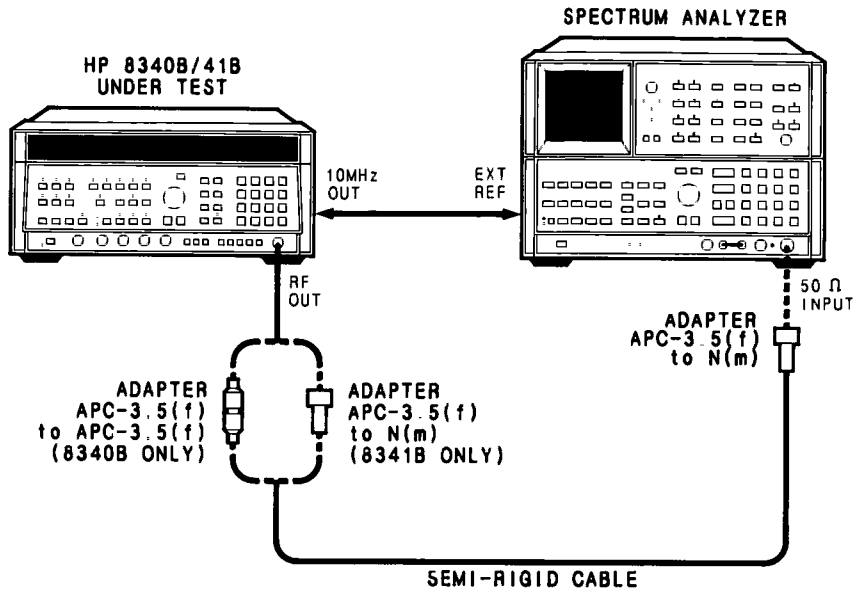 SPECTRUM ANALYZER
HP 8340B/41B
UNDER TEST
10MHz
OUT
EXT
REF
RF
OUT
50 Ω
INPUT
ADAPTER
APC-3.5(f)
to N(m)
ADAPTER
APC-3.5(f)
to APC-3.5(f)
(8340B ONLY)
ADAPTER
APC-3.5(f)
to N(m)
(8341B ONLY)
SEMI-RIGID CABLE